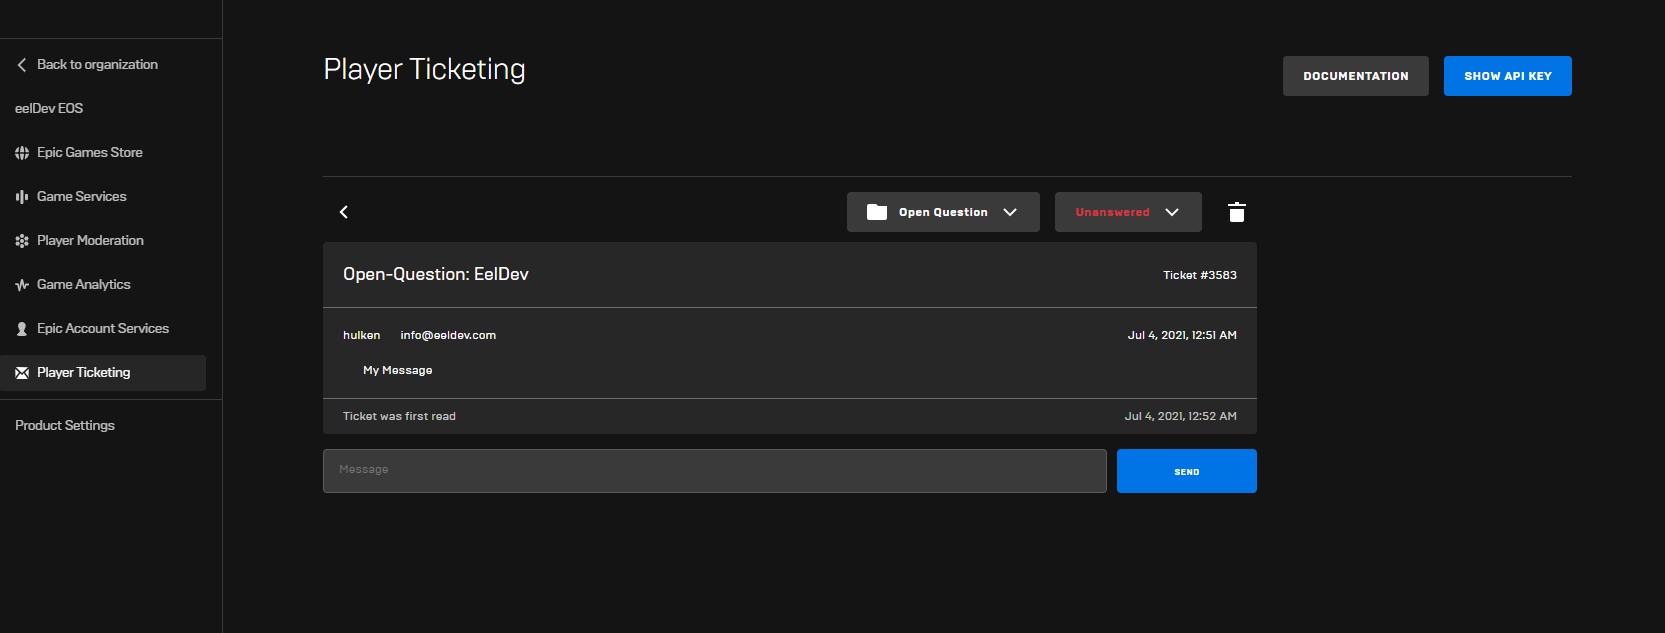 Back to organization
eelDev EOS
Epic Games Store
Game Services
Player Moderation
Game Analytics
Epic Account Services
Player Ticketing
Product Settings
Player Ticketing
DOCUMENTATION
SHOW API KEY
Open Question
Unanswered
Open-Question: EelDev
Ticket #3583
hulken info@eeldev.com
Jul 4, 2021, 12:51 AM
My Message
Ticket was first read
Jul 4, 2021, 12:52 AM
Message
SEND